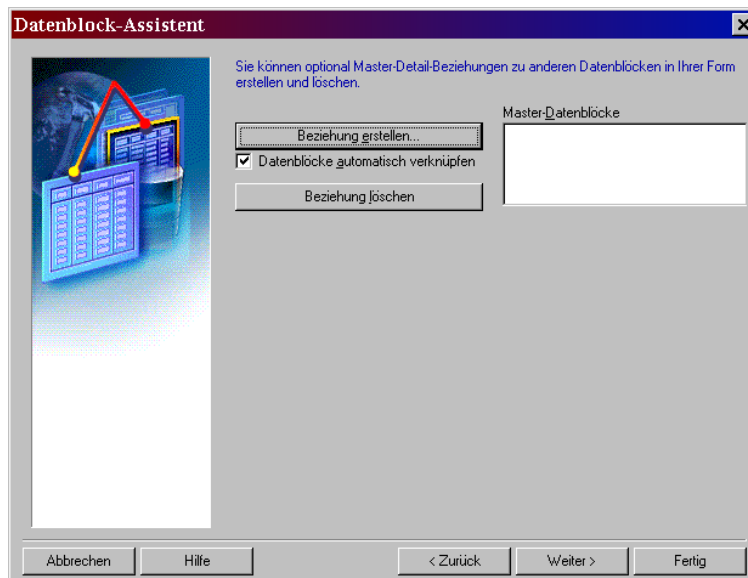 Datenblock-Assistent
Sie können optional Master-Detail-Beziehungen zu anderen Datenblöcken in Ihrer Form
erstellen und löschen.
Master-Datenblöcke
Beziehung erstellen...
Datenblöcke automatisch verknüpfen
Beziehung löschen
Abbrechen
Hilfe
< Zurück
Weiter >
Fertig